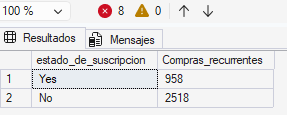 100 % 8 0
Resultados Mensajes
estado_de_suscripcion Compras_recurrentes
1 Yes 958
2 No 2518